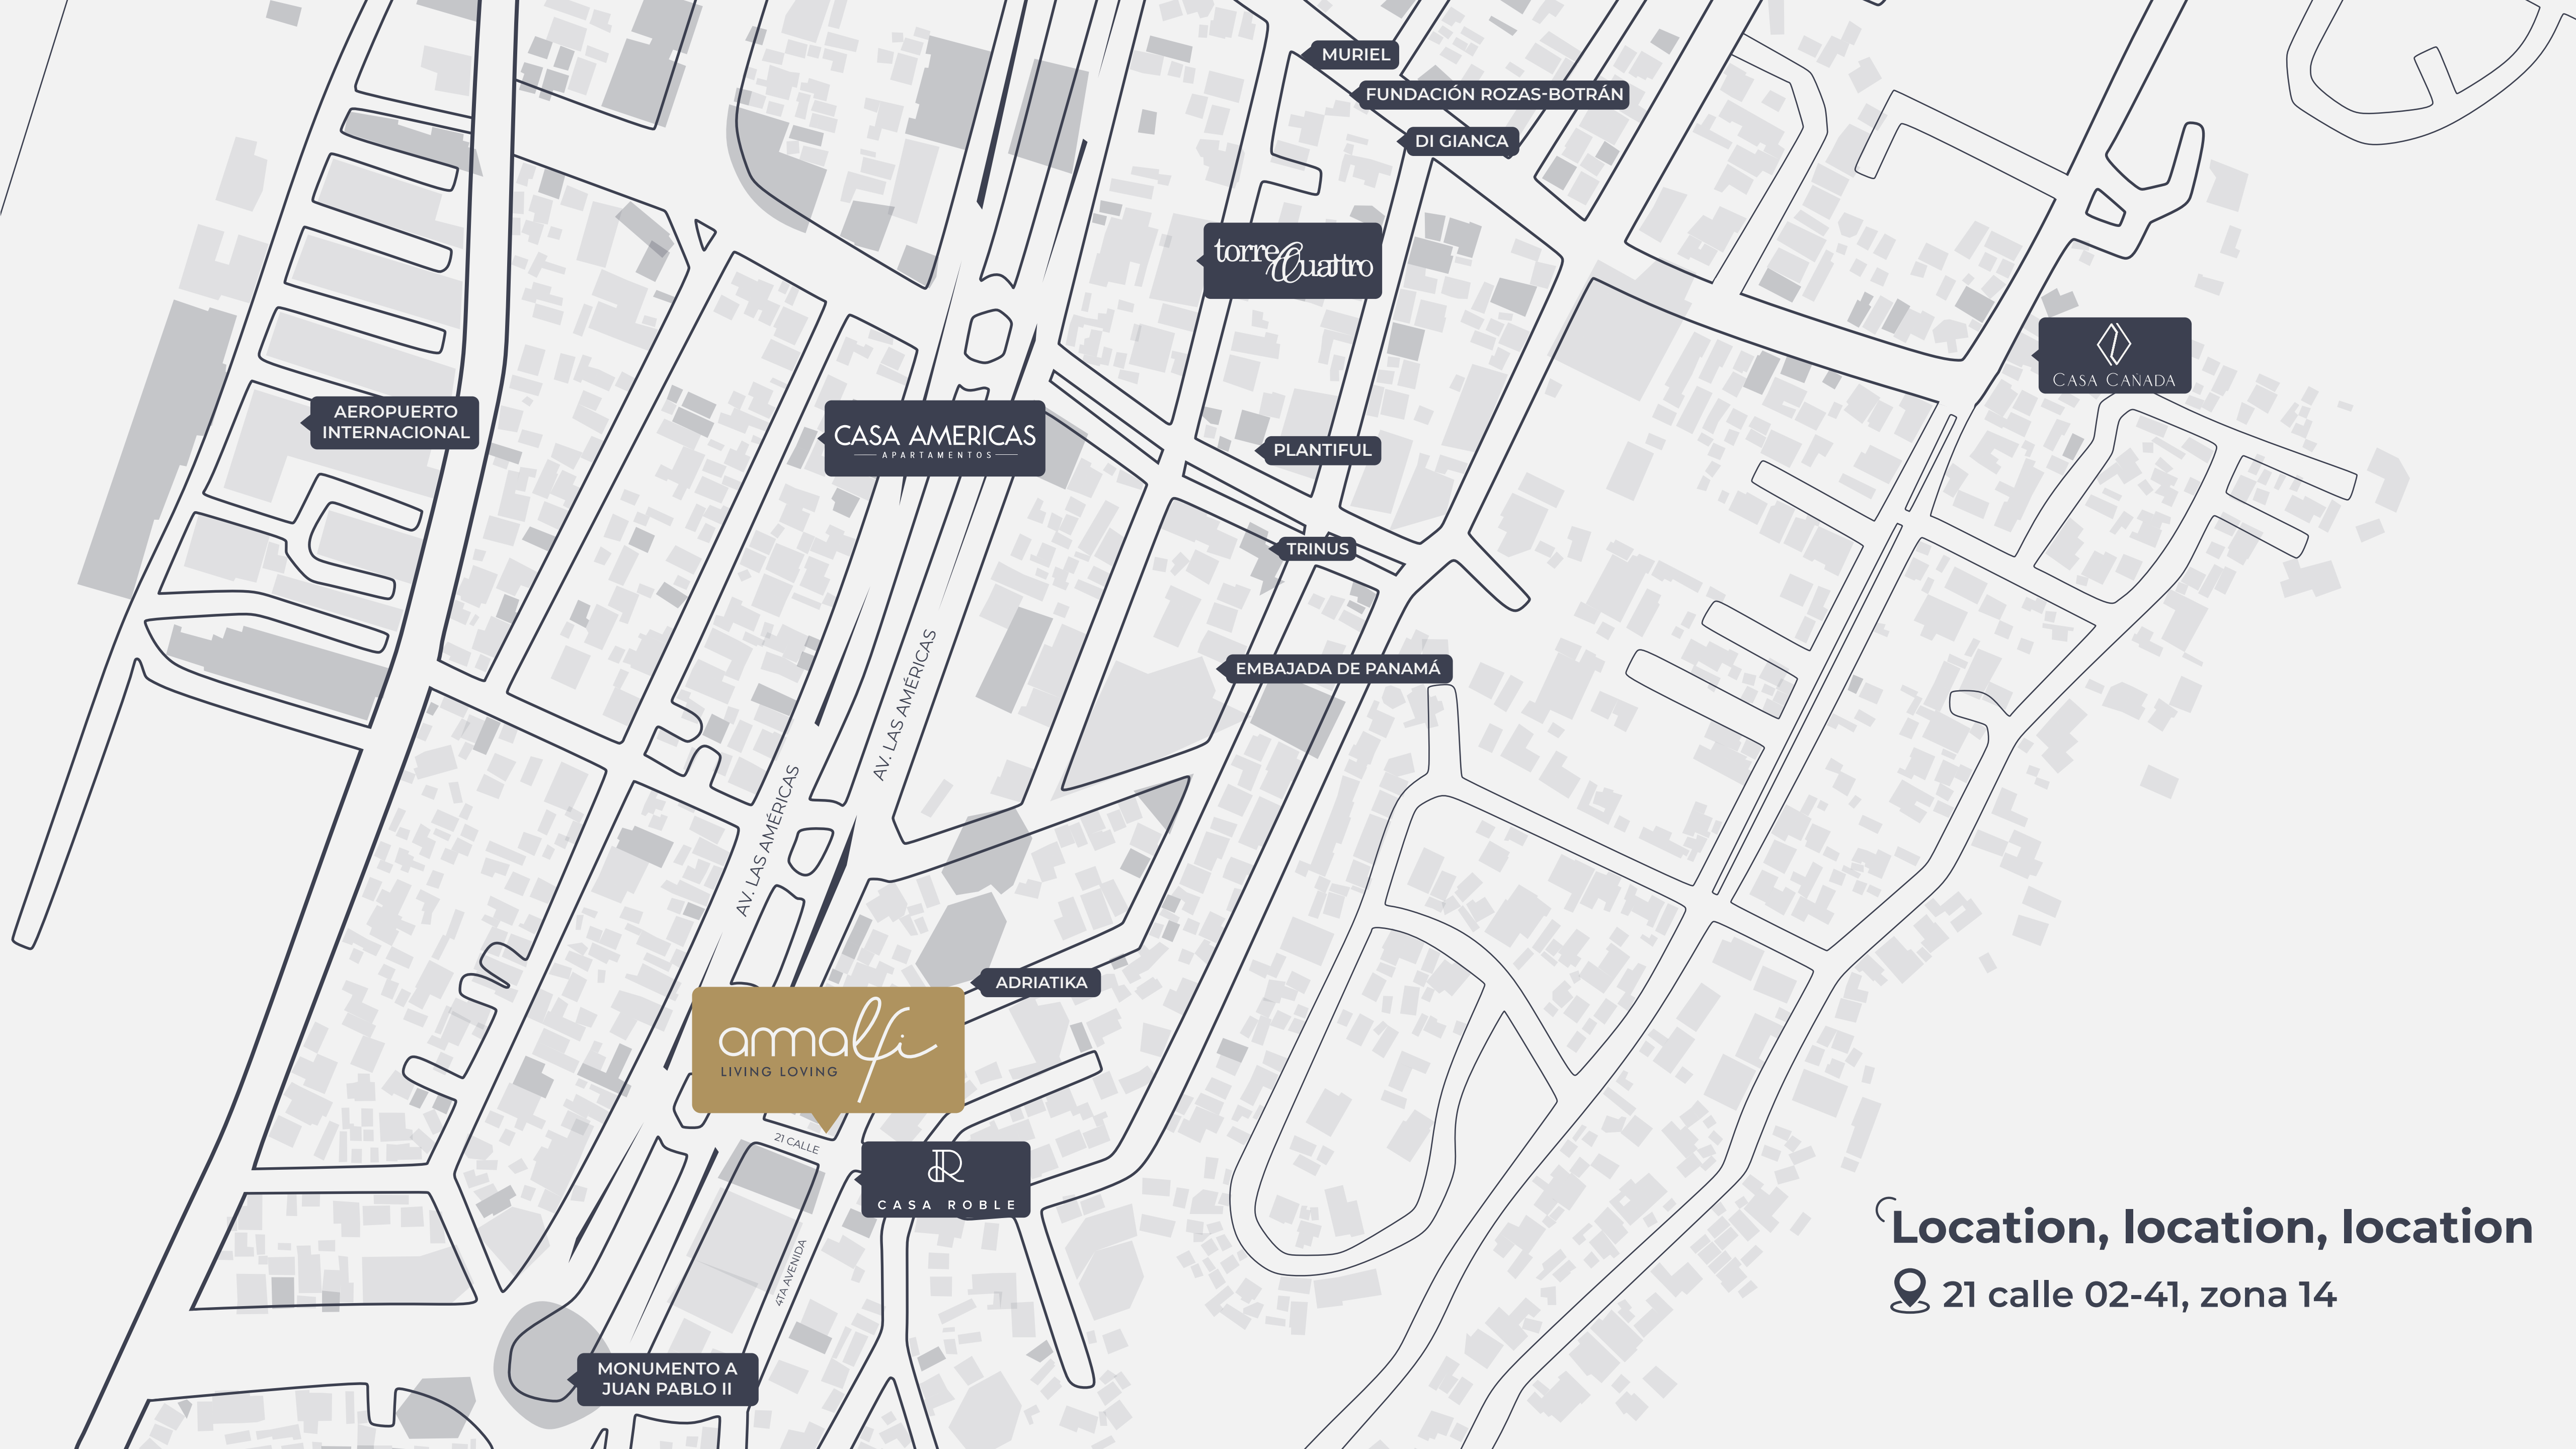 MURIEL
FUNDACIÓN ROZAS-BOTRÁN
DI GIANCA
torre Quattro
CASA CAÑADA
AEROPUERTO
INTERNACIONAL
CASA AMERICAS
APARTAMENTOS
PLANTIFUL
TRINUS
EMBAJADA DE PANAMÁ
AV. LAS AMÉRICAS
AV. LAS AMÉRICAS
ADRIATIKA
armalfi
LIVING LOVING
21 CALLE
R
CASA ROBLE
4TA AVENIDA
MONUMENTO A
JUAN PABLO II
Location, location, location
21 calle 02-41, zona 14